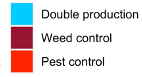 Double production
Weed control
Pest control